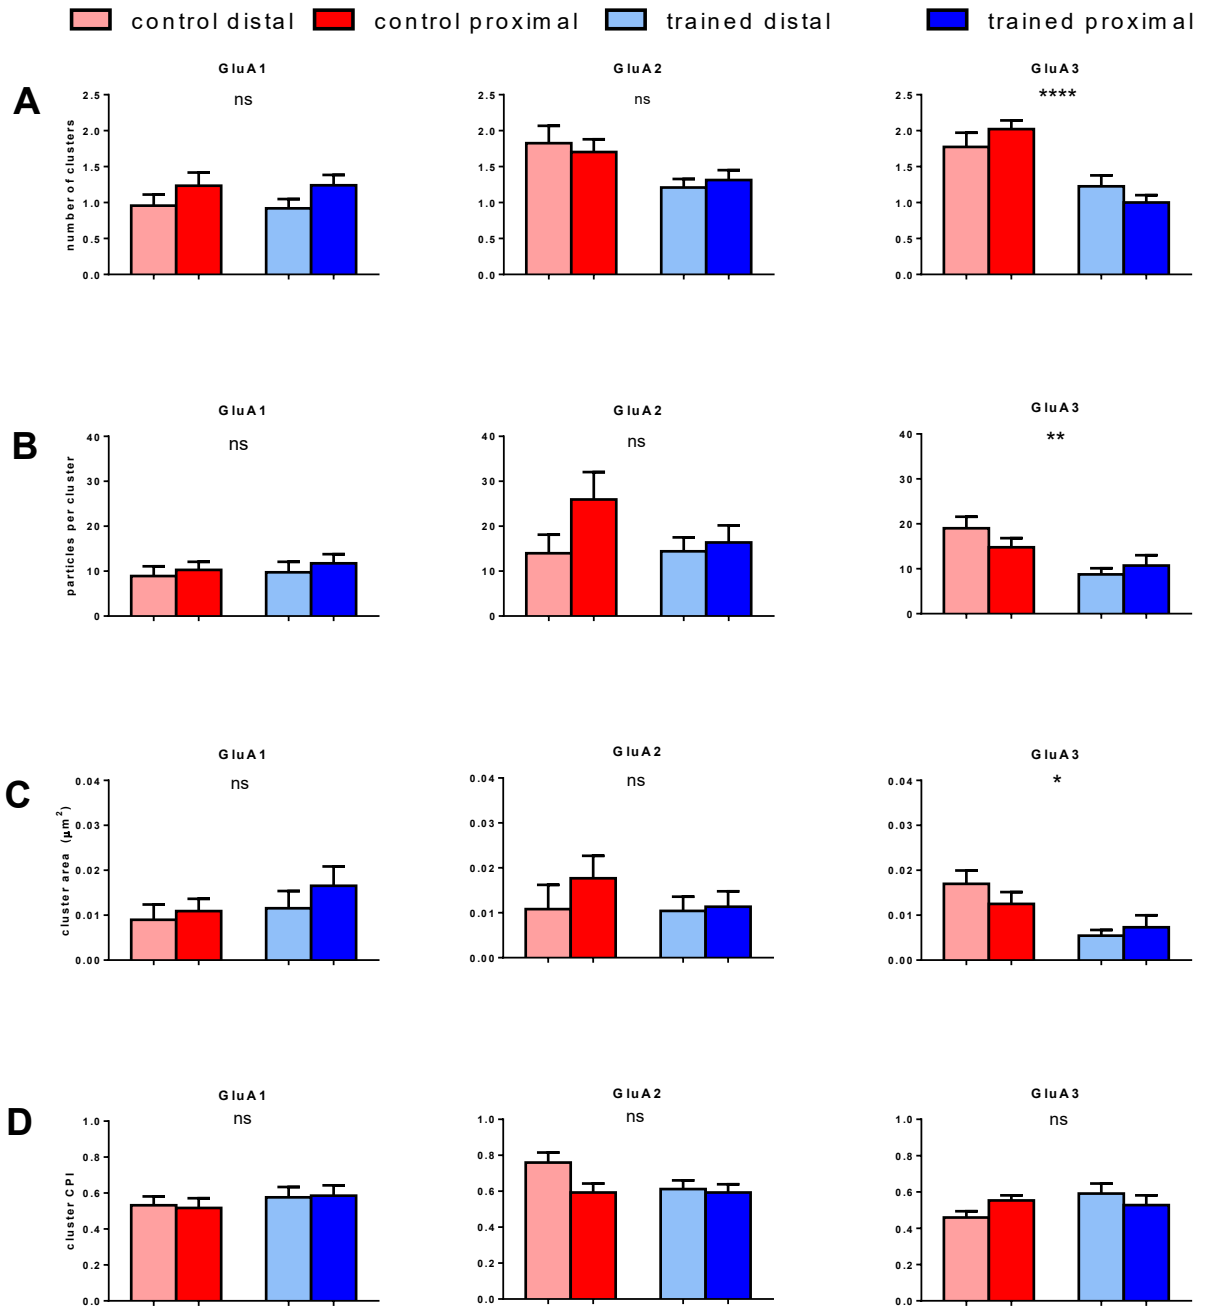 control distal control proximal trained distal trained proximal
A
GluA1 GluA2 GluA3
ns ns ****
number of clusters
2.5 2.5 2.5
2.0 2.0 2.0
1.5 1.5 1.5
1.0 1.0 1.0
0.5 0.5 0.5
0.0 0.0 0.0
B
GluA1 GluA2 GluA3
ns ns **
particles per cluster
40 40 40
30 30 30
20 20 20
10 10 10
0 0 0
C
GluA1 GluA2 GluA3
ns ns *
cluster area (µm²)
0.04 0.04 0.04
0.03 0.03 0.03
0.02 0.02 0.02
0.01 0.01 0.01
0.00 0.00 0.00
D
GluA1 GluA2 GluA3
ns ns ns
cluster CPI
1.0 1.0 1.0
0.8 0.8 0.8
0.6 0.6 0.6
0.4 0.4 0.4
0.2 0.2 0.2
0.0 0.0 0.0